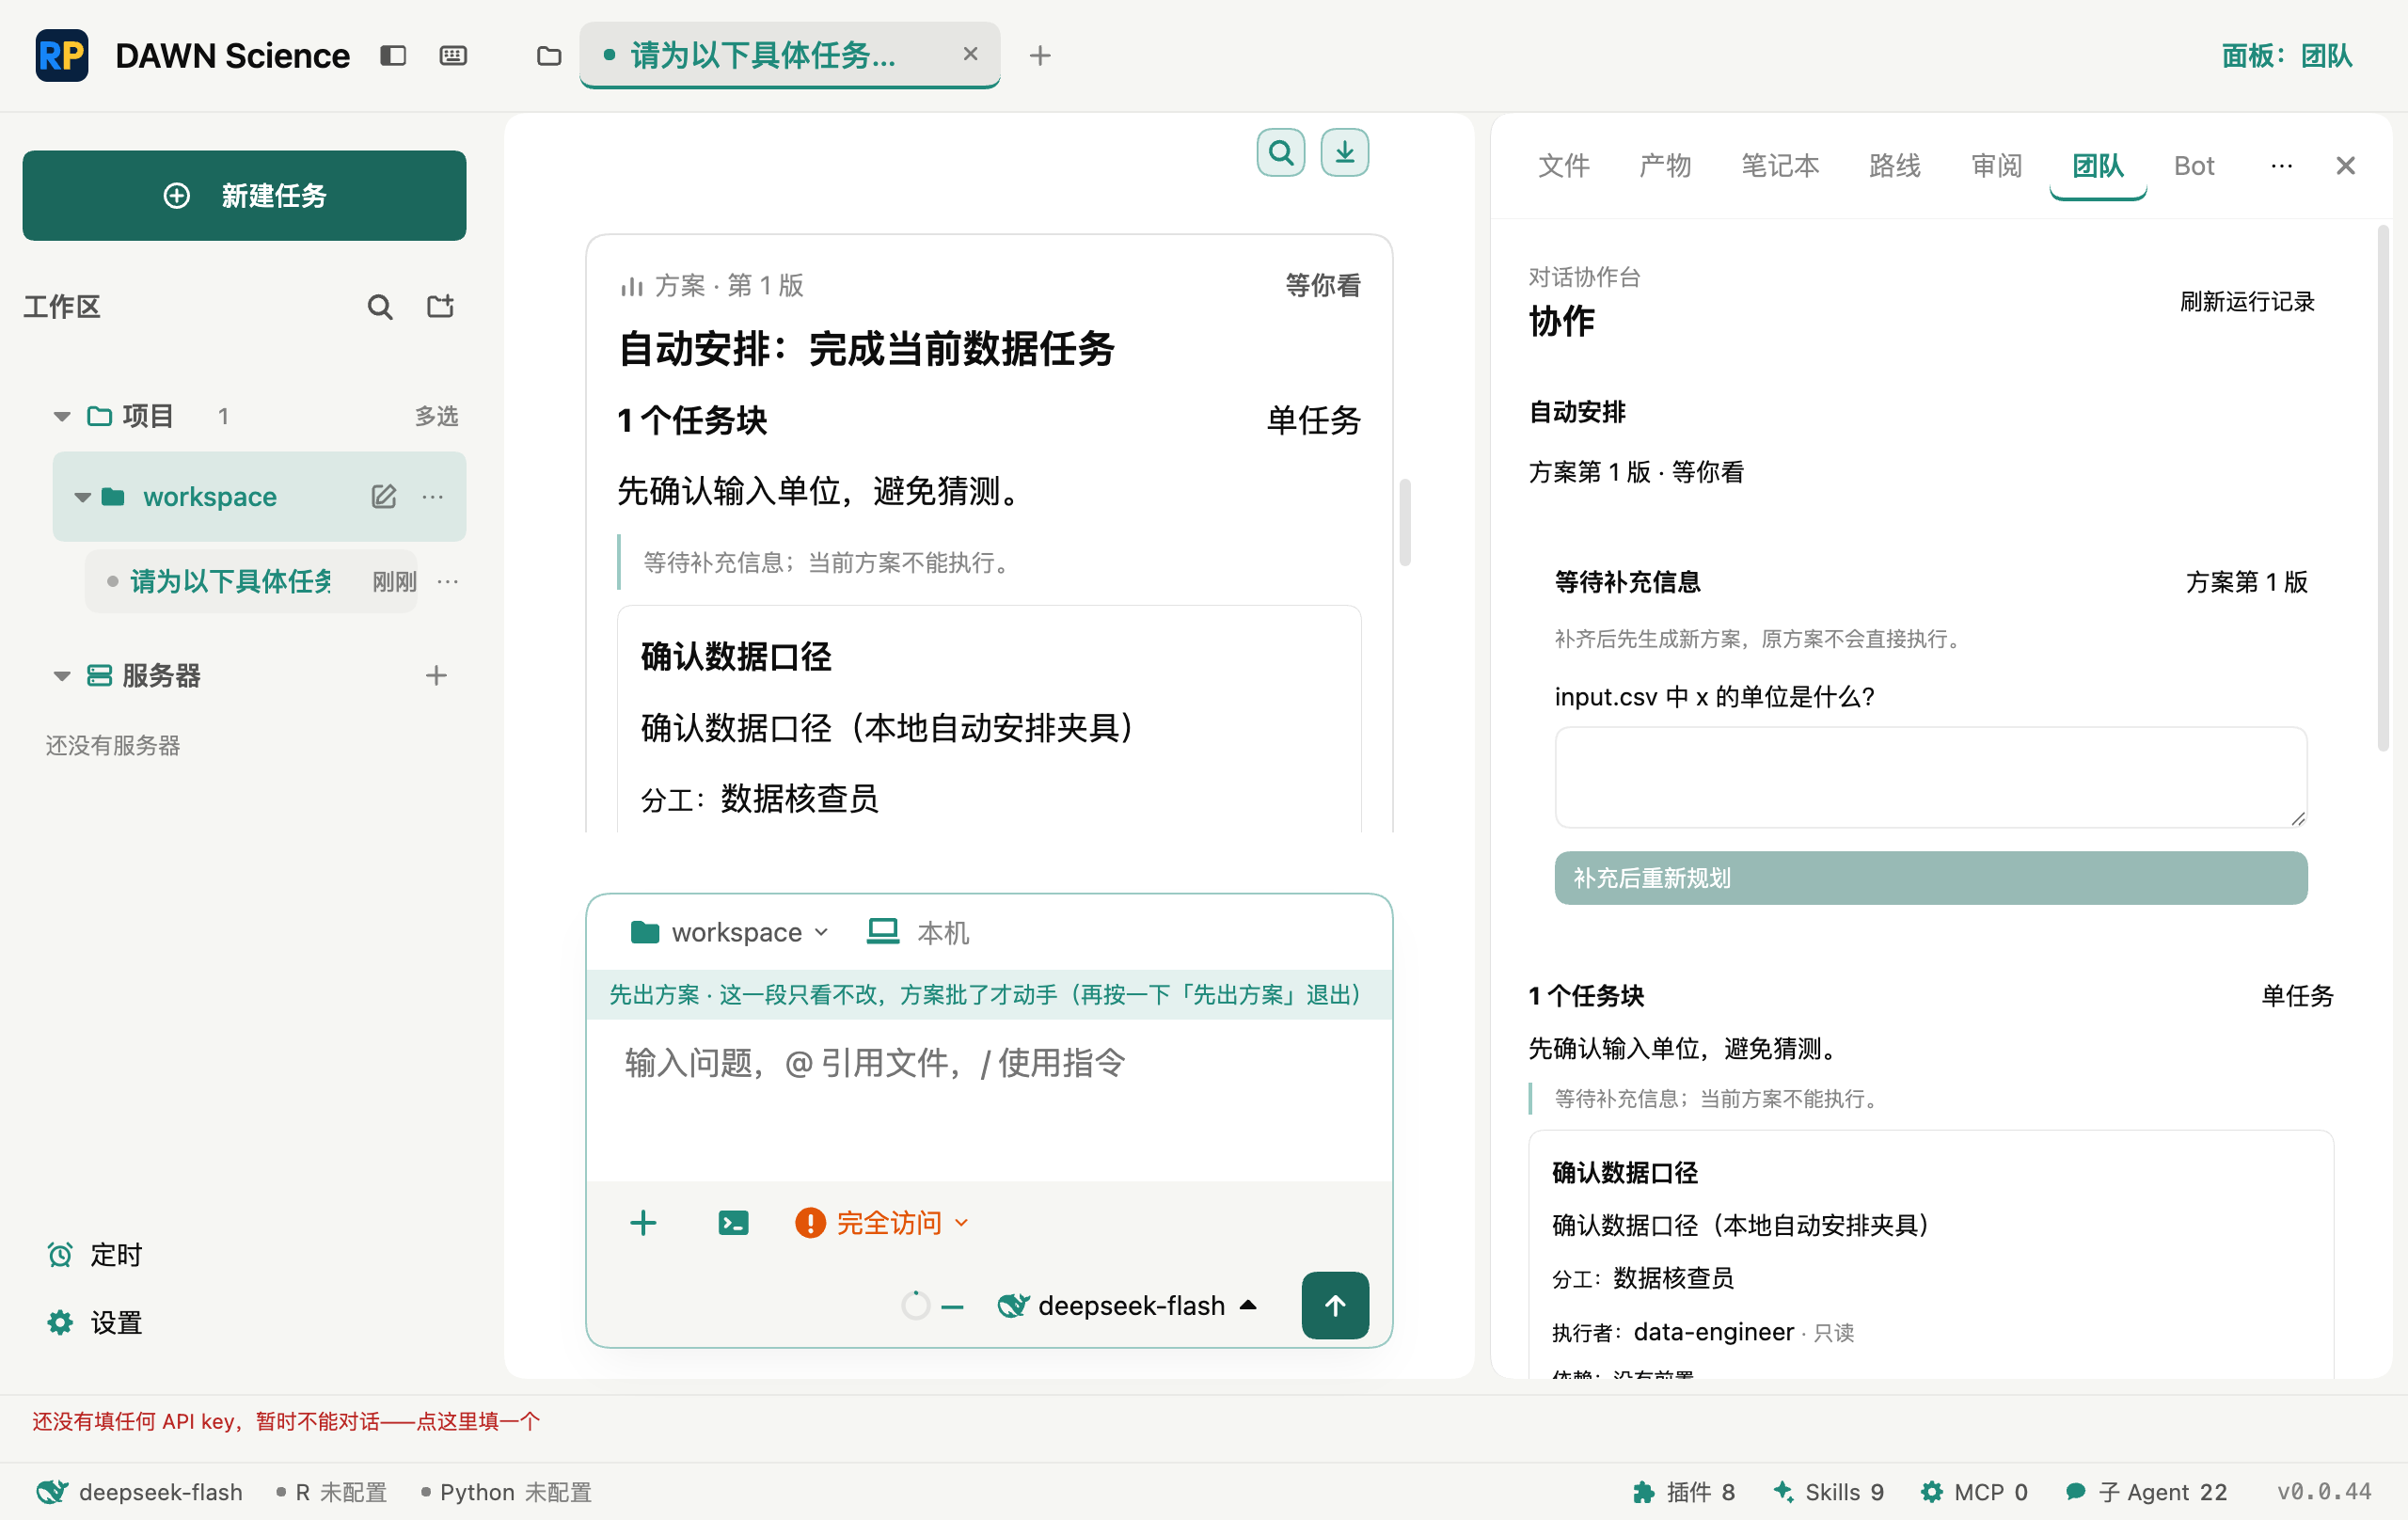 RP DAWN Science
请为以下具体任务...
面板：团队
新建任务
工作区
项目 1 多选
workspace
请为以下具体任务 刚刚
服务器
还没有服务器
定时
设置
方案 · 第 1 版 等你看
自动安排：完成当前数据任务
1 个任务块 单任务
先确认输入单位，避免猜测。
等待补充信息；当前方案不能执行。
确认数据口径
确认数据口径（本地自动安排夹具）
分工：数据核查员
workspace 本机
先出方案 · 这一段只看不改，方案批了才动手（再按一下「先出方案」退出）
输入问题，@ 引用文件，/ 使用指令
完全访问
deepseek-flash
文件 产物 笔记本 路线 审阅 团队 Bot ...
对话协作台
协作
刷新运行记录
自动安排
方案第 1 版 · 等你看
等待补充信息 方案第 1 版
补齐后先生成新方案，原方案不会直接执行。
input.csv 中 x 的单位是什么？
补充后重新规划
1 个任务块 单任务
先确认输入单位，避免猜测。
等待补充信息；当前方案不能执行。
确认数据口径
确认数据口径（本地自动安排夹具）
分工：数据核查员
执行者：data-engineer · 只读
依赖：没有前置
还没有填任何 API key，暂时不能对话——点这里填一个
deepseek-flash R 未配置 Python 未配置
插件 8 Skills 9 MCP 0 子 Agent 22 v0.0.44